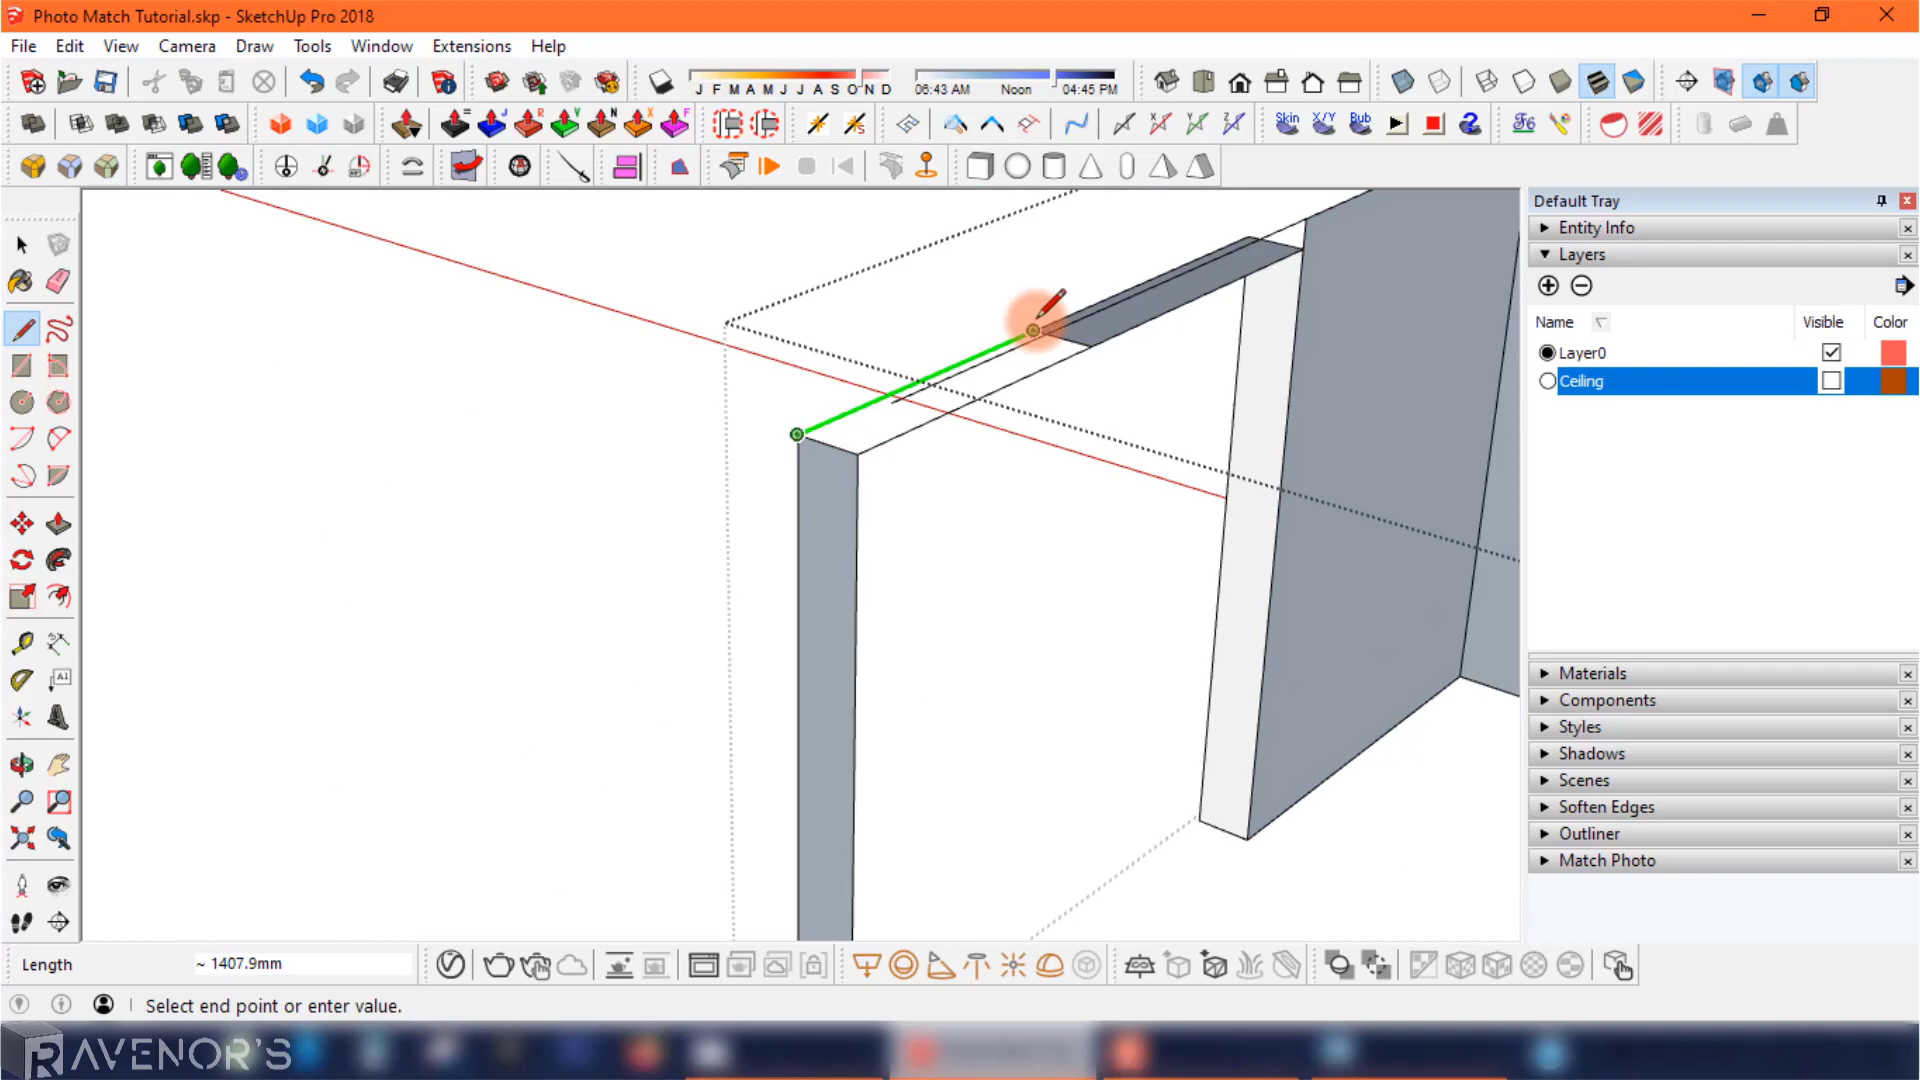 Photo Match Tutorial.skp - SketchUp Pro 2018
File Edit View Camera Draw Tools Window Extensions Help
J F M A M J J A S O N D 06:43 AM Noon 04:45 PM
Skin X/Y Bub
Default Tray
Entity Info
Layers
Name Visible Color
Layer0
Ceiling
Materials
Components
Styles
Shadows
Scenes
Soften Edges
Outliner
Match Photo
Length ~ 1407.9mm
Select end point or enter value.
RAVENOR'S